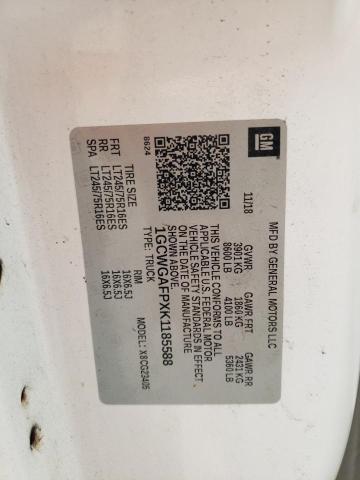 GM
MFD BY GENERAL MOTORS LLC
11/18
GVWR GAWR FRT GAWR RR
3901 KG 1860 KG 2431 KG
8600 LB 4100 LB 5360 LB
THIS VEHICLE CONFORMS TO ALL
APPLICABLE U.S. FEDERAL MOTOR
VEHICLE SAFETY STANDARDS IN EFFECT
ON THE DATE OF MANUFACTURE
SHOWN ABOVE.
1GCWGAFPXK1185588
TYPE: TRUCK MODEL: X8CG23405
8624
TIRE SIZE RIM
FRT LT245/75R16ES 16X6.5J
RR LT245/75R16ES 16X6.5J
SPA LT245/75R16ES 16X6.5J